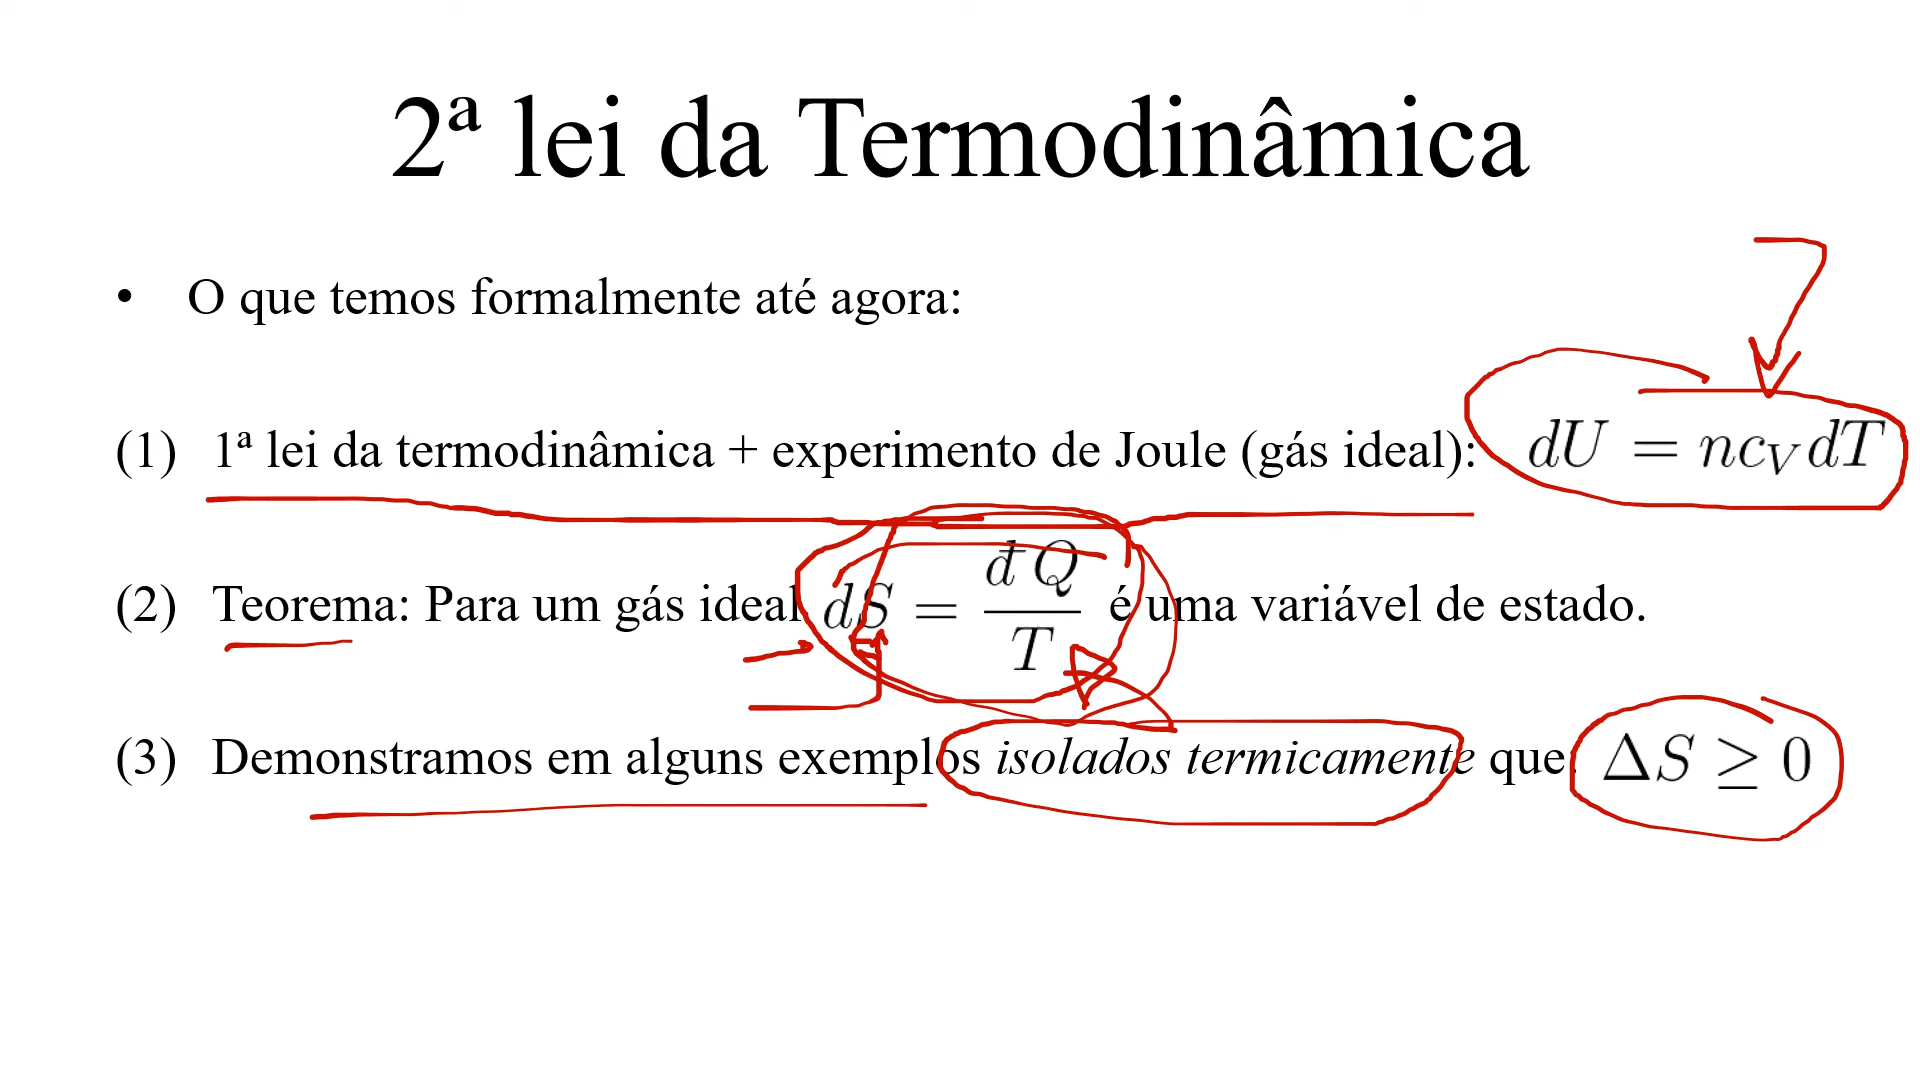 2ª lei da Termodinâmica
• O que temos formalmente até agora:
(1) 1ª lei da termodinâmica + experimento de Joule (gás ideal): dU = nc_V dT
(2) Teorema: Para um gás ideal dS = đQ/T é uma variável de estado.
(3) Demonstramos em alguns exemplos isolados termicamente que: ΔS ≥ 0